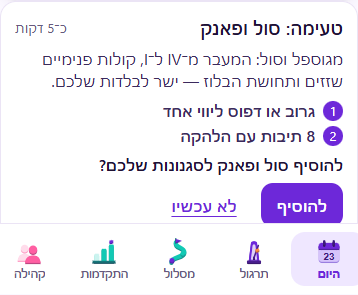 טעימה: סול ופאנק
כ־5 דקות
מגוספל וסול: המעבר מ־IV ל־I, קולות פנימיים
שזזים ותחושת הבלוז — ישר לבלדות שלכם.
1 גרוב או דפוס ליווי אחד
2 8 תיבות עם הלהקה
להוסיף סול ופאנק לסגנונות שלכם?
להוסיף
לא עכשיו
23
היום
תרגול
מסלול
התקדמות
קהילה